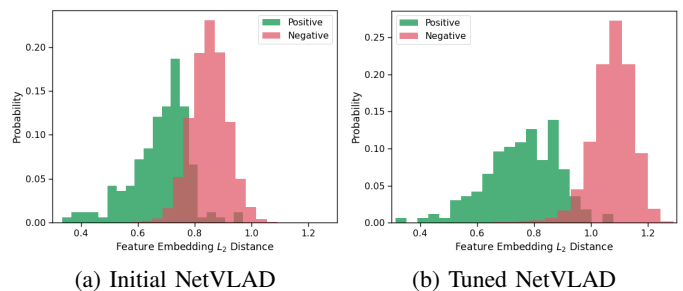 Positive
Negative
0.20
0.15
0.10
0.05
0.00
Probability
0.4
0.6
0.8
1.0
1.2
Feature Embedding L₂ Distance
(a) Initial NetVLAD
Positive
Negative
0.25
0.20
0.15
0.10
0.05
0.00
Probability
0.4
0.6
0.8
1.0
1.2
Feature Embedding L₂ Distance
(b) Tuned NetVLAD